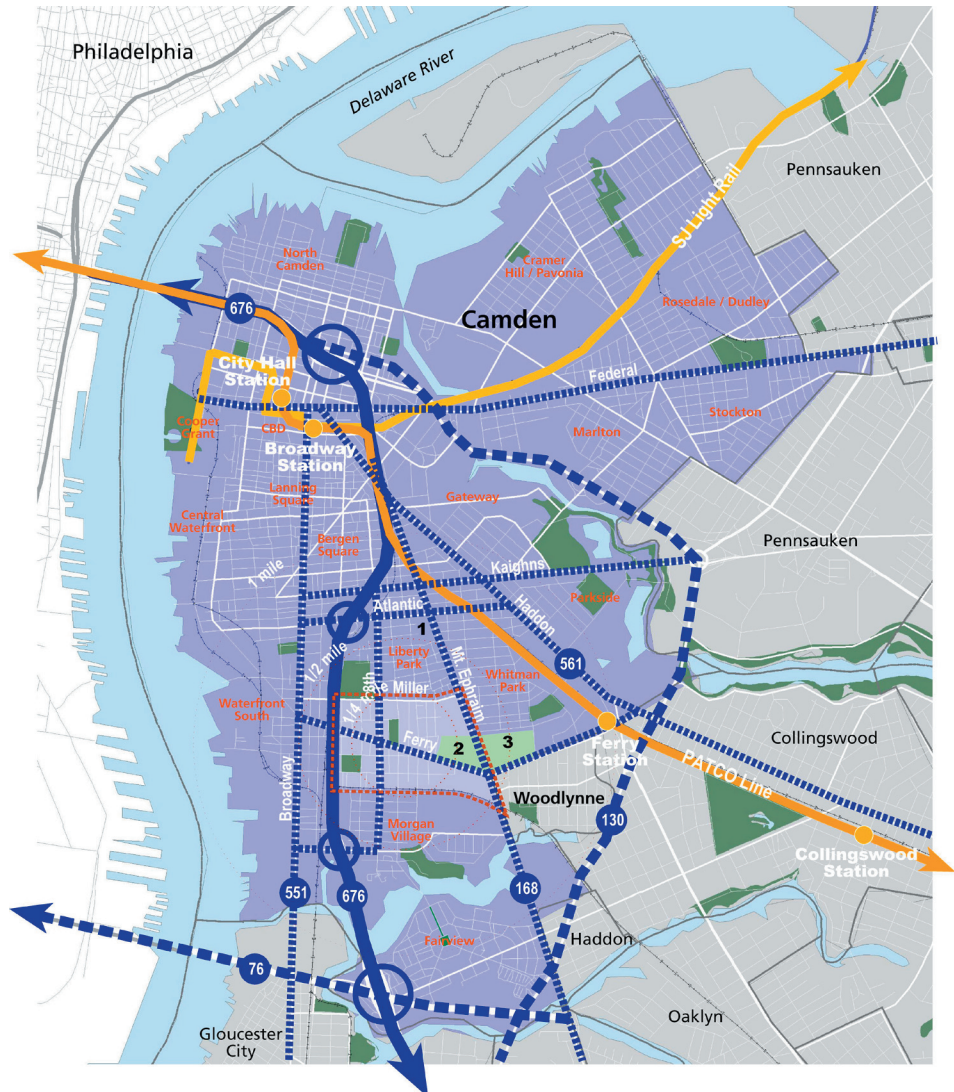 Philadelphia
Delaware River
Pennsauken
SJ Light Rail
North
Camden
Cramer
Hill / Pavonia
Rosedale / Dudley
Camden
676
City Hall
Station
Federal
Cooper
Grant
CBD
Broadway
Station
Marlton
Stockton
Lanning
Square
Gateway
Central
Waterfront
Bergen
Square
Pennsauken
1 mile
Kaighns
Atlantic
Haddon
Parkside
1
1/2 mile
Liberty
Park
Mt. Ephraim
Whitman
Park
561
Miller
1/4
8th
Waterfront
South
Ferry
2
3
Ferry
Station
Collingswood
PATCO Line
Broadway
Woodlynne
130
Morgan
Village
Collingswood
Station
551
676
168
Fairview
Haddon
76
Oaklyn
Gloucester
City